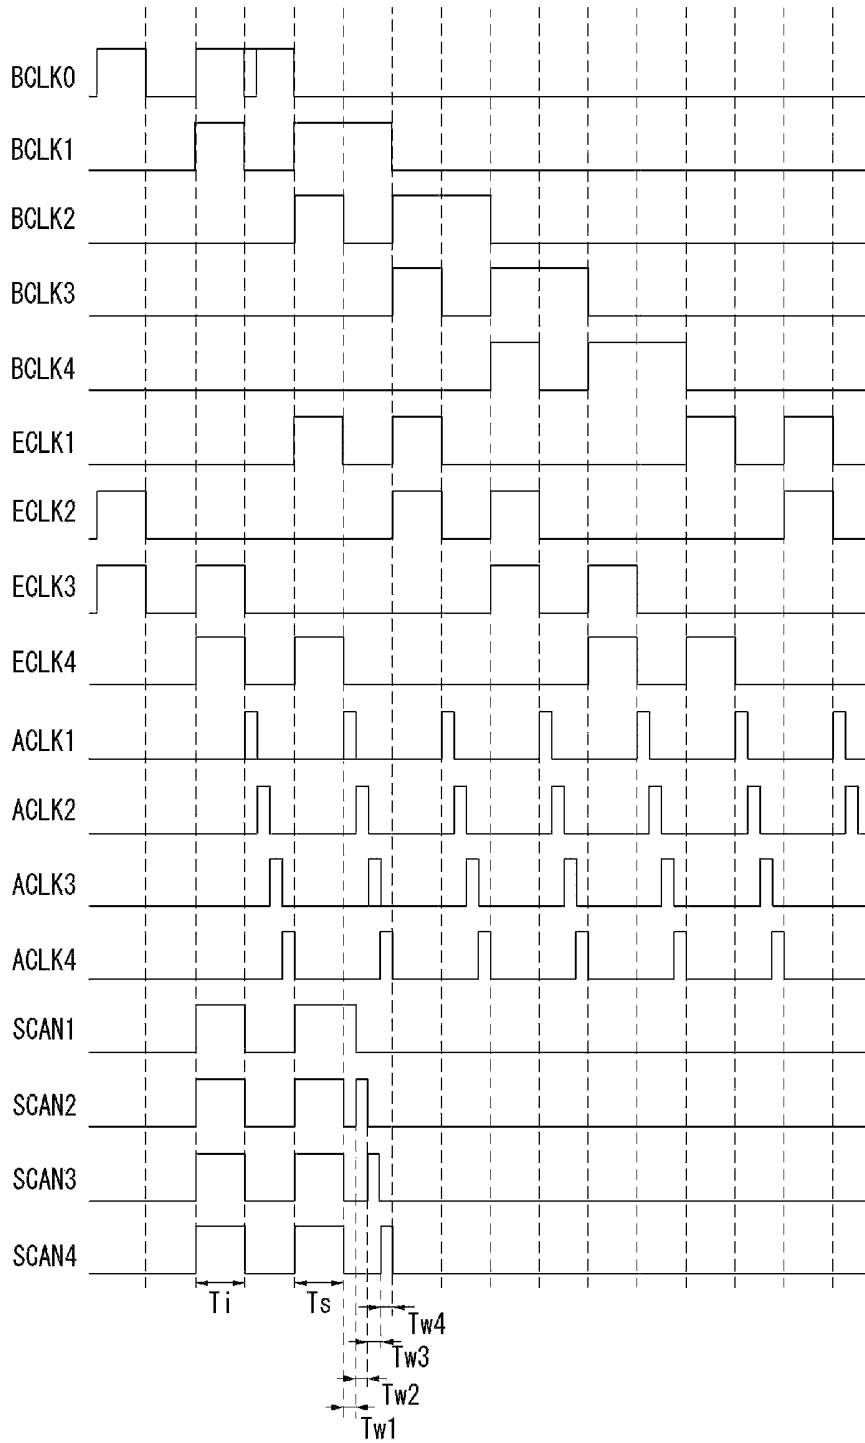 BCLK0
BCLK1
BCLK2
BCLK3
BCLK4
ECLK1
ECLK2
ECLK3
ECLK4
ACLK1
ACLK2
ACLK3
ACLK4
SCAN1
SCAN2
SCAN3
SCAN4
Ti Ts
Tw4
Tw3
Tw2
Tw1